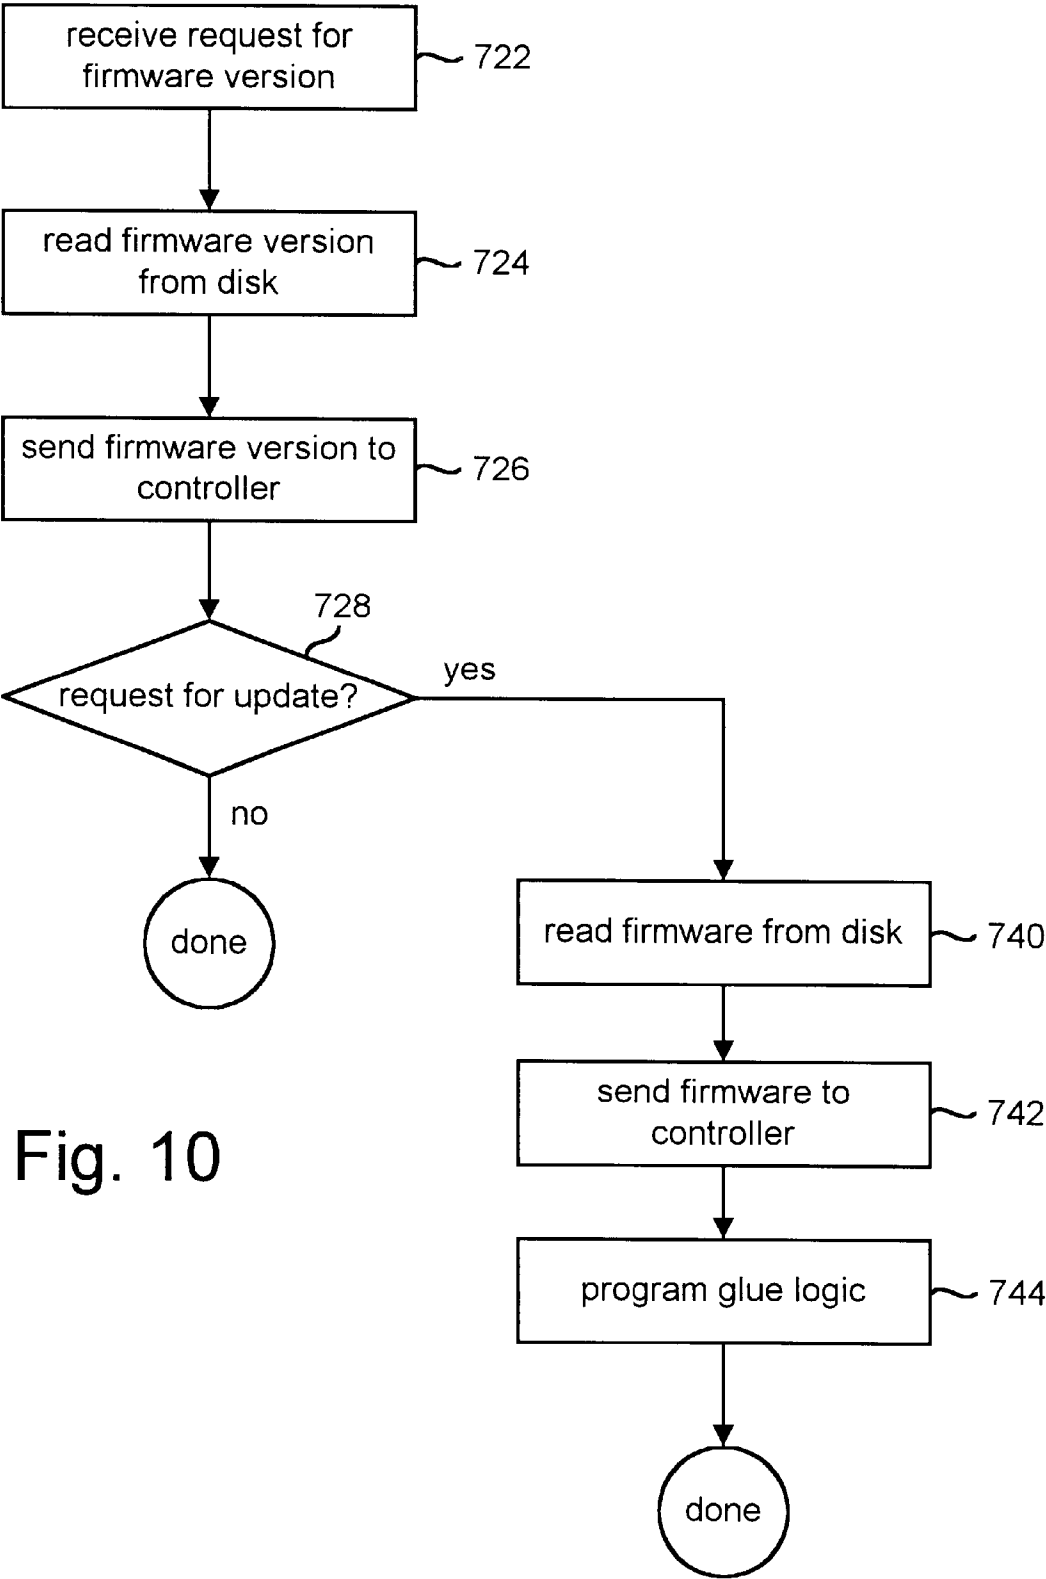 receive request for
firmware version
722
read firmware version
from disk
724
send firmware version to
controller
726
728
request for update?
yes
no
done
read firmware from disk
740
send firmware to
controller
742
Fig. 10
program glue logic
744
done